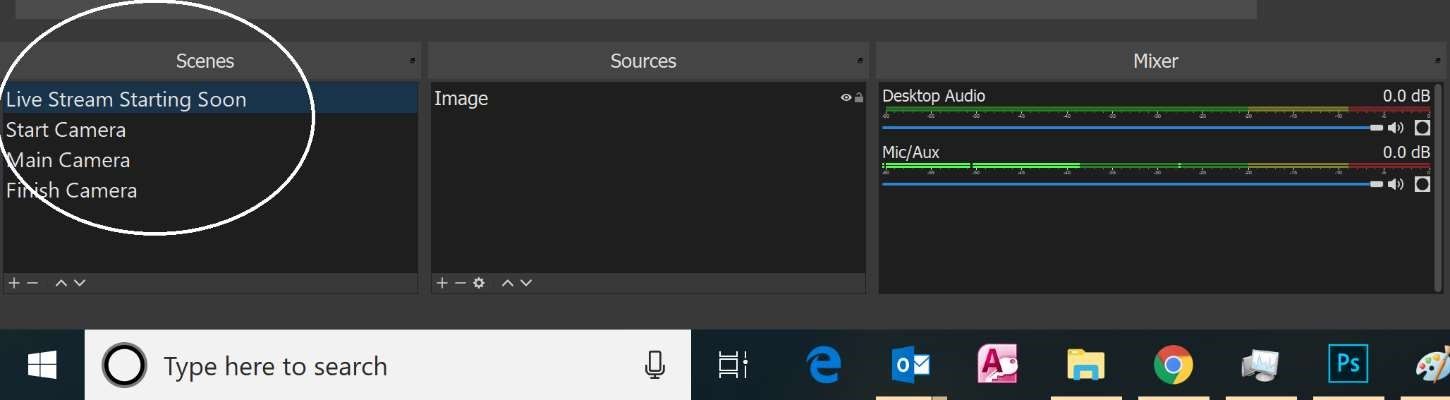 Scenes
Live Stream Starting Soon
Start Camera
Main Camera
Finish Camera
Sources
Image
Mixer
Desktop Audio 0.0 dB
Mic/Aux 0.0 dB
Type here to search
Ps